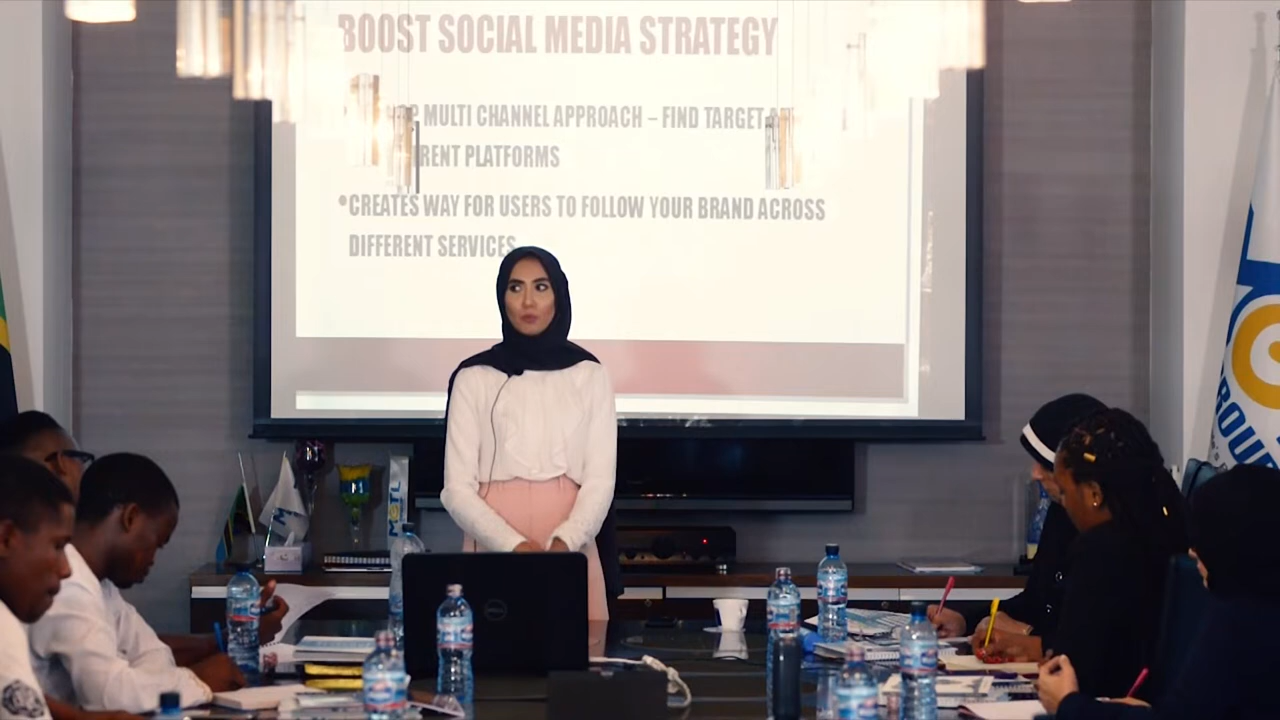 BOOST SOCIAL MEDIA STRATEGY
MULTI CHANNEL APPROACH – FIND TARGET
PLATFORMS
•CREATES WAY FOR USERS TO FOLLOW YOUR BRAND ACROSS
DIFFERENT SERVICES
DELL